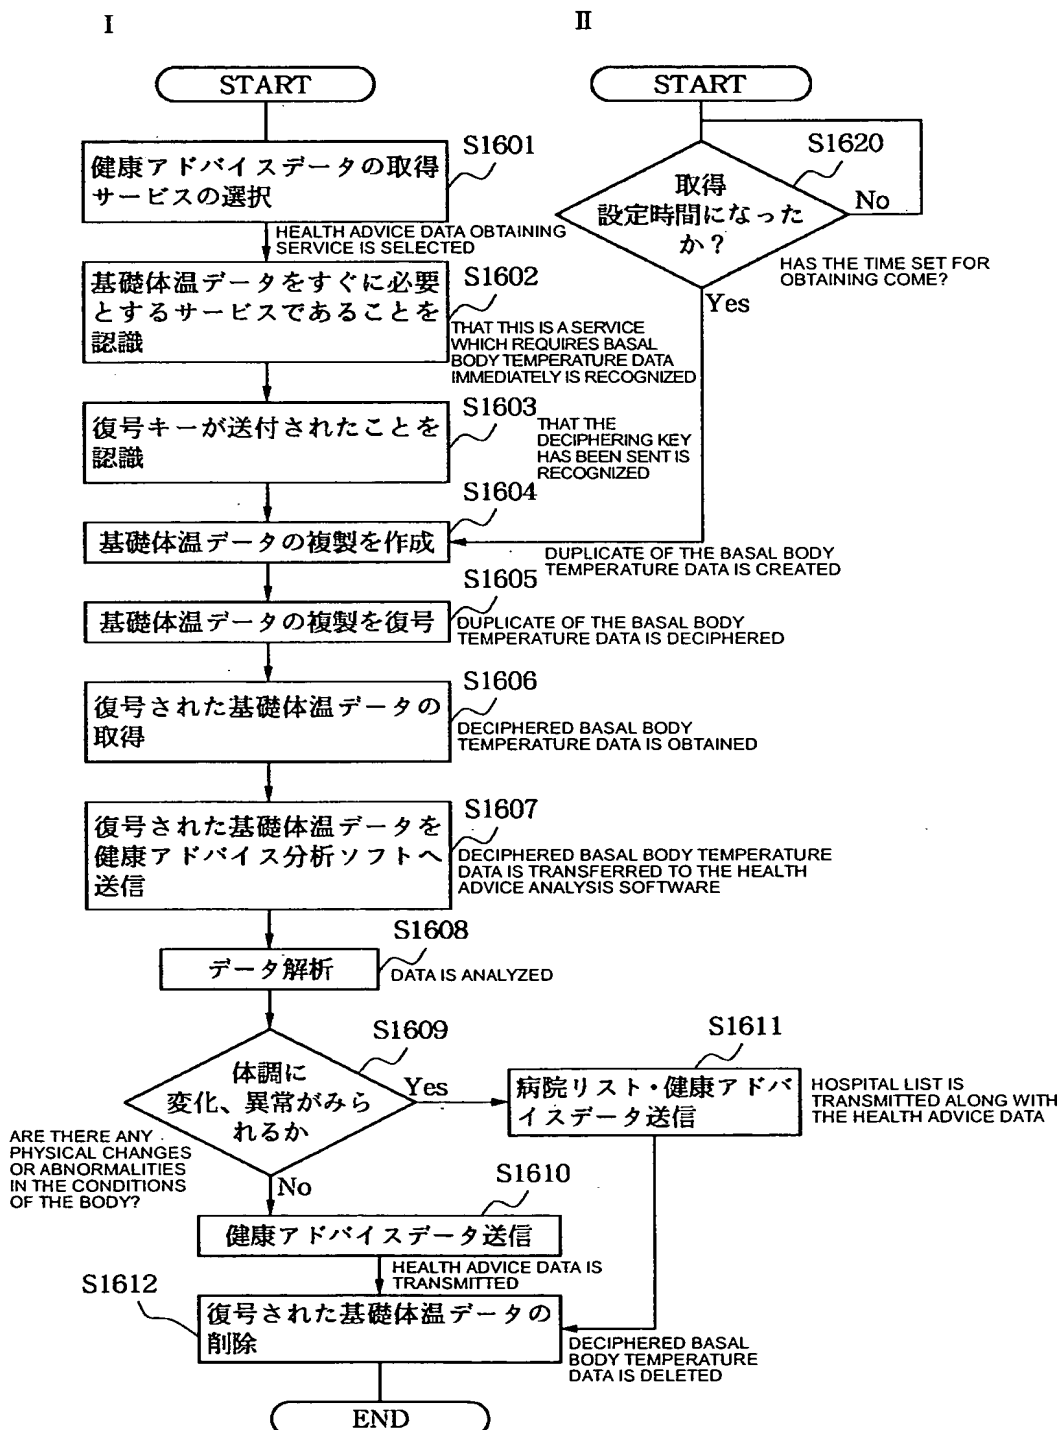 I
II
START
START
S1601
健康アドバイスデータの取得
サービスの選択
HEALTH ADVICE DATA OBTAINING
SERVICE IS SELECTED
S1620
取得
設定時間になった
か？
No
HAS THE TIME SET FOR
OBTAINING COME?
Yes
S1602
基礎体温データをすぐに必要
とするサービスであることを
認識
THAT THIS IS A SERVICE
WHICH REQUIRES BASAL
BODY TEMPERATURE DATA
IMMEDIATELY IS RECOGNIZED
S1603
復号キーが送付されたことを
認識
THAT THE
DECIPHERING KEY
HAS BEEN SENT IS
RECOGNIZED
S1604
基礎体温データの複製を作成
DUPLICATE OF THE BASAL BODY
TEMPERATURE DATA IS CREATED
S1605
基礎体温データの複製を復号
DUPLICATE OF THE BASAL BODY
TEMPERATURE DATA IS DECIPHERED
S1606
復号された基礎体温データの
取得
DECIPHERED BASAL BODY
TEMPERATURE DATA IS OBTAINED
S1607
復号された基礎体温データを
健康アドバイス分析ソフトへ
送信
DECIPHERED BASAL BODY TEMPERATURE
DATA IS TRANSFERRED TO THE HEALTH
ADVICE ANALYSIS SOFTWARE
S1608
データ解析
DATA IS ANALYZED
S1609
体調に
変化、異常がみら
れるか
Yes
ARE THERE ANY
PHYSICAL CHANGES
OR ABNORMALITIES
IN THE CONDITIONS
OF THE BODY?
No
S1611
病院リスト・健康アドバ
イスデータ送信
HOSPITAL LIST IS
TRANSMITTED ALONG WITH
THE HEALTH ADVICE DATA
S1610
健康アドバイスデータ送信
HEALTH ADVICE DATA IS
TRANSMITTED
S1612
復号された基礎体温データの
削除
DECIPHERED BASAL
BODY TEMPERATURE
DATA IS DELETED
END